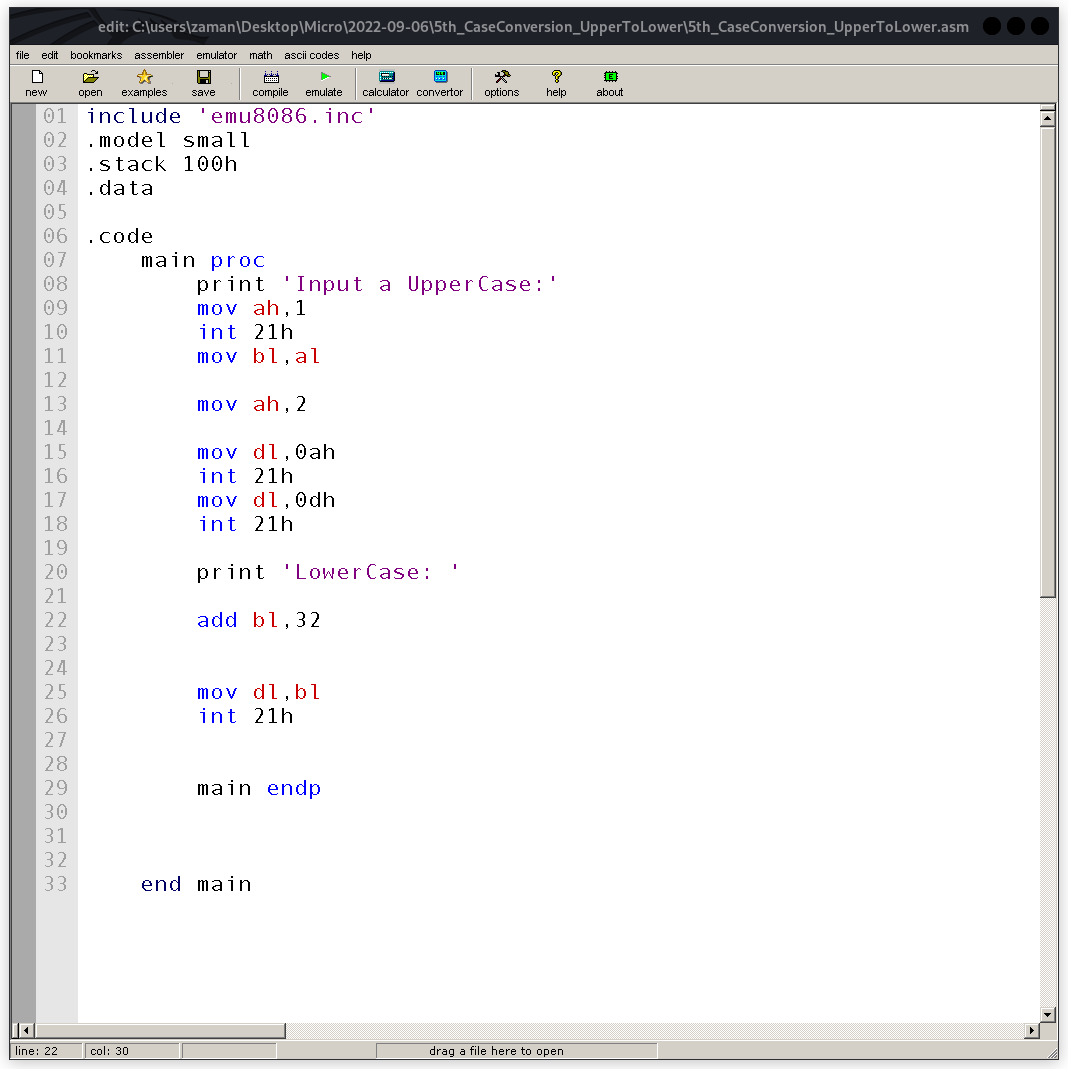 edit: C:\users\zaman\Desktop\Micro\2022-09-06\5th_CaseConversion_UpperToLower\5th_CaseConversion_UpperToLower.asm
file edit bookmarks assembler emulator math ascii codes help
new open examples save compile emulate calculator convertor options help about
01 include 'emu8086.inc'
02 .model small
03 .stack 100h
04 .data
05
06 .code
07     main proc
08         print 'Input a UpperCase:'
09         mov ah,1
10         int 21h
11         mov bl,al
12
13         mov ah,2
14
15         mov dl,0ah
16         int 21h
17         mov dl,0dh
18         int 21h
19
20         print 'LowerCase: '
21
22         add bl,32
23
24
25         mov dl,bl
26         int 21h
27
28
29         main endp
30
31
32
33     end main
line: 22 col: 30 drag a file here to open